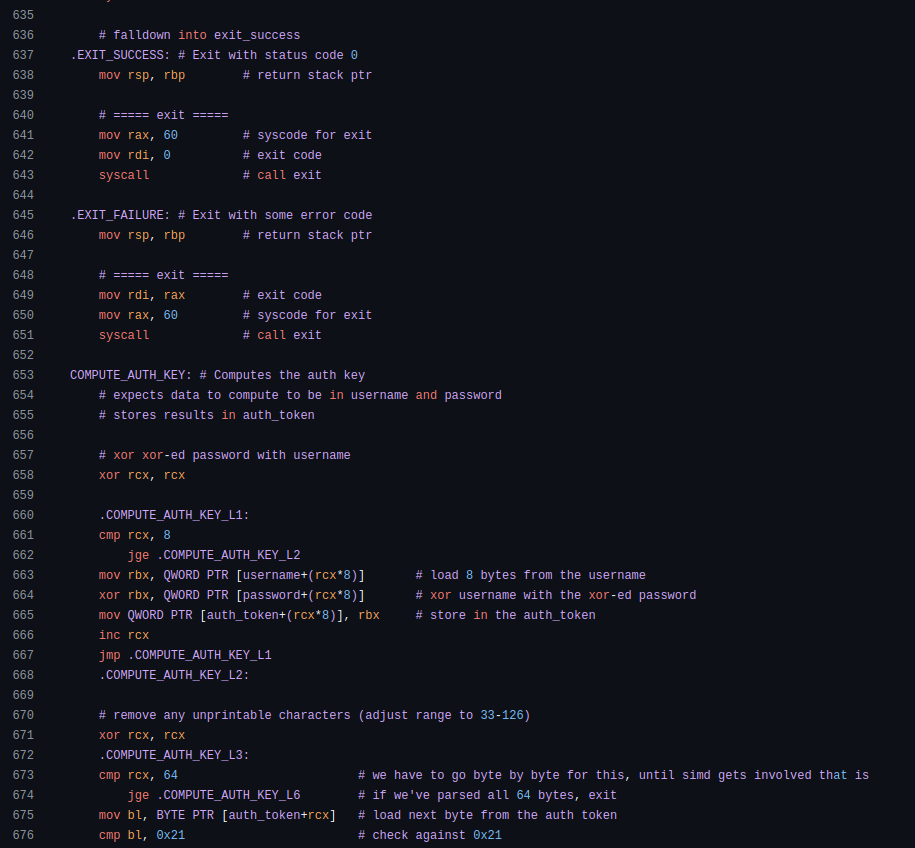 635
636 # falldown into exit_success
637 .EXIT_SUCCESS: # Exit with status code 0
638 mov rsp, rbp # return stack ptr
639
640 # ===== exit =====
641 mov rax, 60 # syscode for exit
642 mov rdi, 0 # exit code
643 syscall # call exit
644
645 .EXIT_FAILURE: # Exit with some error code
646 mov rsp, rbp # return stack ptr
647
648 # ===== exit =====
649 mov rdi, rax # exit code
650 mov rax, 60 # syscode for exit
651 syscall # call exit
652
653 COMPUTE_AUTH_KEY: # Computes the auth key
654 # expects data to compute to be in username and password
655 # stores results in auth_token
656
657 # xor xor-ed password with username
658 xor rcx, rcx
659
660 .COMPUTE_AUTH_KEY_L1:
661 cmp rcx, 8
662 jge .COMPUTE_AUTH_KEY_L2
663 mov rbx, QWORD PTR [username+(rcx*8)] # load 8 bytes from the username
664 xor rbx, QWORD PTR [password+(rcx*8)] # xor username with the xor-ed password
665 mov QWORD PTR [auth_token+(rcx*8)], rbx # store in the auth_token
666 inc rcx
667 jmp .COMPUTE_AUTH_KEY_L1
668 .COMPUTE_AUTH_KEY_L2:
669
670 # remove any unprintable characters (adjust range to 33-126)
671 xor rcx, rcx
672 .COMPUTE_AUTH_KEY_L3:
673 cmp rcx, 64 # we have to go byte by byte for this, until simd gets involved that is
674 jge .COMPUTE_AUTH_KEY_L6 # if we've parsed all 64 bytes, exit
675 mov bl, BYTE PTR [auth_token+rcx] # load next byte from the auth token
676 cmp bl, 0x21 # check against 0x21